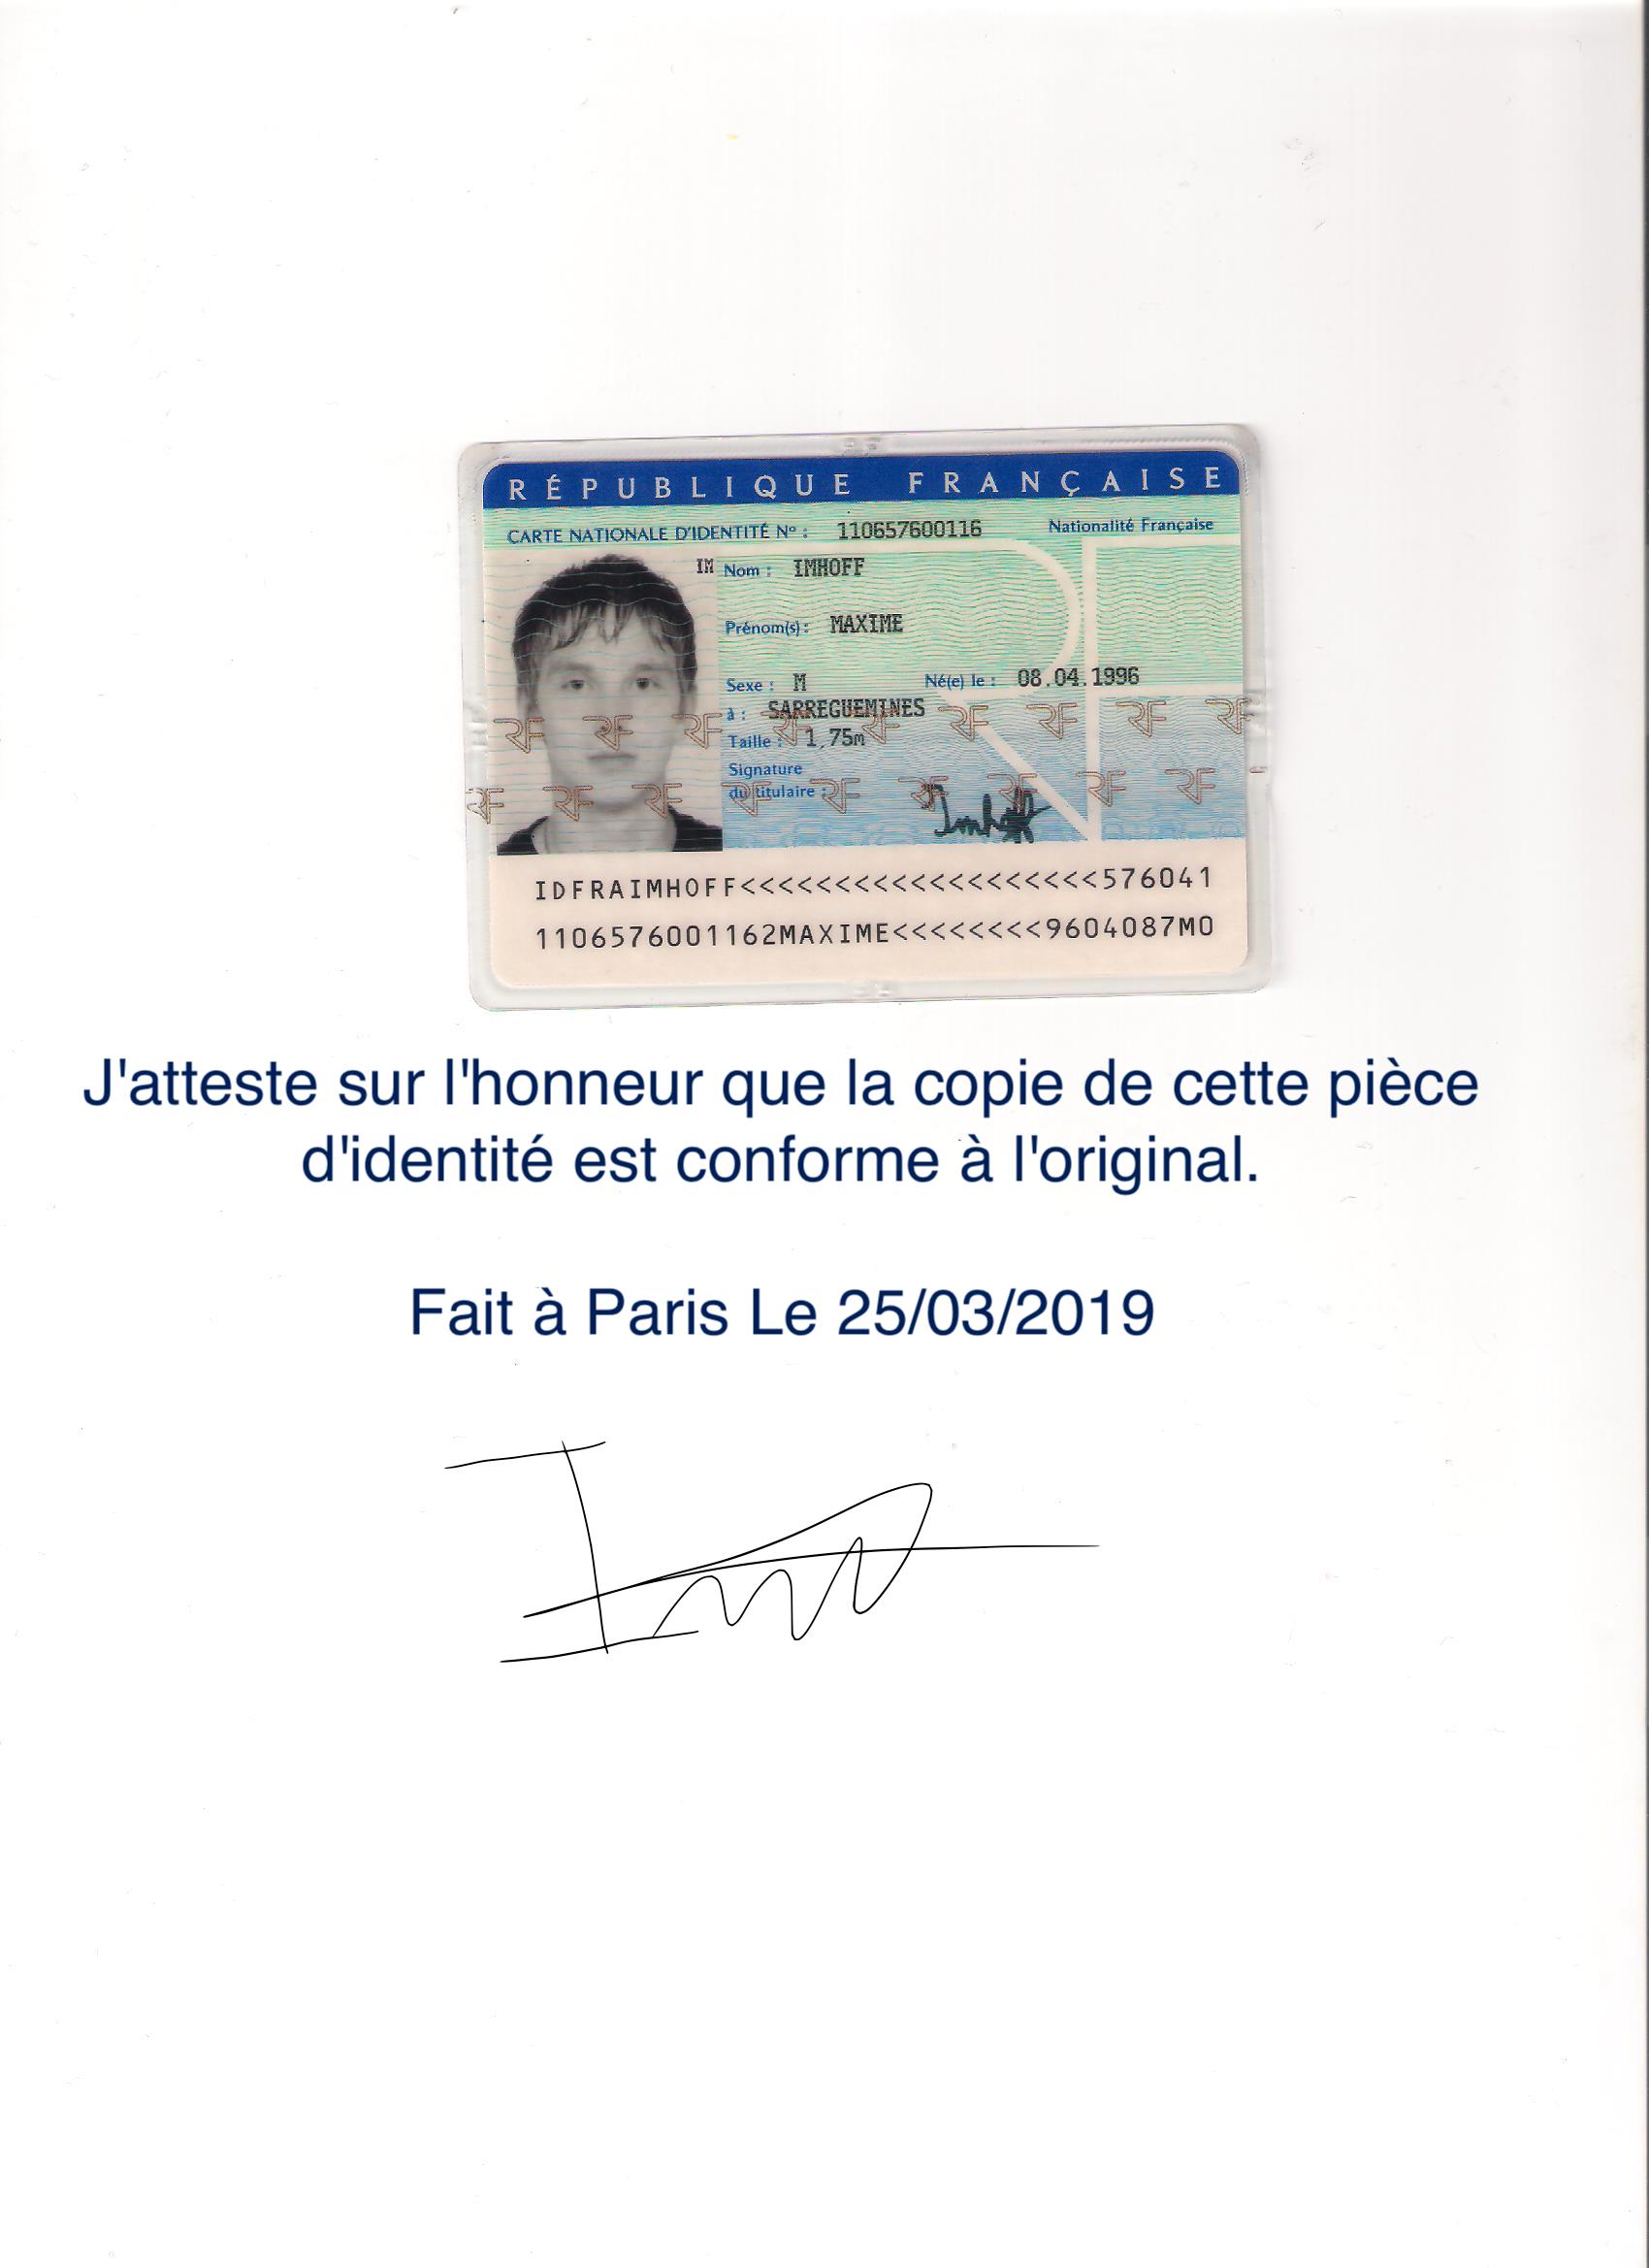 RÉPUBLIQUE FRANÇAISE
CARTE NATIONALE D'IDENTITÉ Nº : 110657600116 Nationalité Française
IM Nom : IMHOFF
Prénom(s) : MAXIME
Sexe : M Né(e) le : 08.04.1996
à : SARREGUEMINES
Taille : 1,75m
Signature
du titulaire :
Imhoff
IDFRAIMHOFF<<<<<<<<<<<<<<<<<<<576041
1106576001162MAXIME<<<<<<<<9604087M0
J'atteste sur l'honneur que la copie de cette pièce
d'identité est conforme à l'original.
Fait à Paris Le 25/03/2019